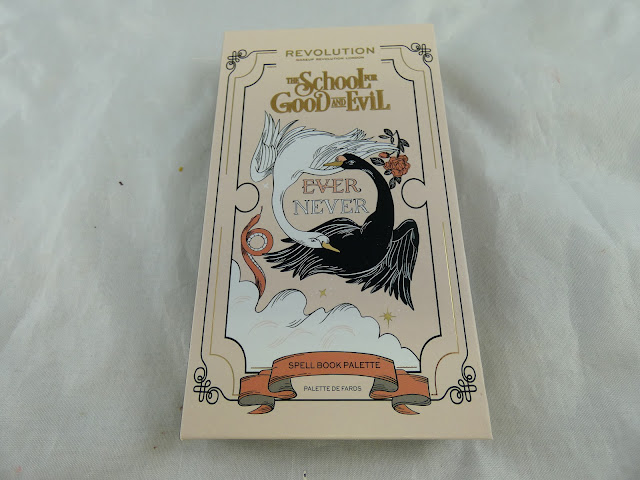 REVOLUTION
MAKEUP REVOLUTION LONDON
THE SCHOOL FOR
GOOD AND EVIL
EVER
NEVER
SPELL BOOK PALETTE
PALETTE DE FARDS